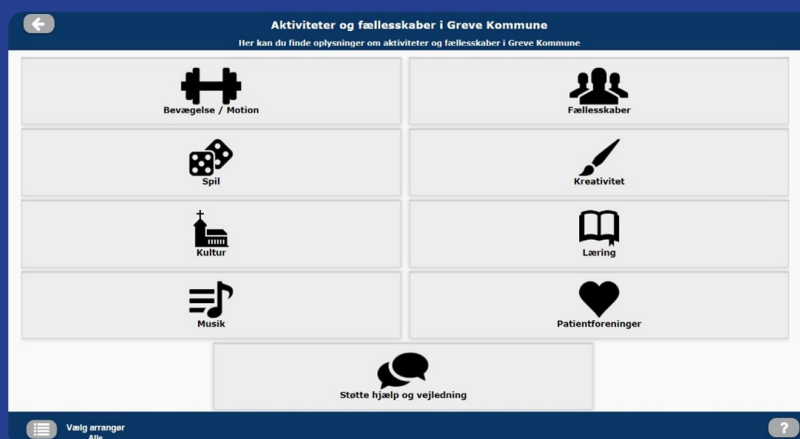 Aktiviteter og fællesskaber i Greve Kommune
Her kan du finde oplysninger om aktiviteter og fællesskaber i Greve Kommune
Bevægelse / Motion
Fællesskaber
Spil
Kreativitet
Kultur
Læring
Musik
Patientforeninger
Støtte hjælp og vejledning
Vælg arrangør
Alle
?